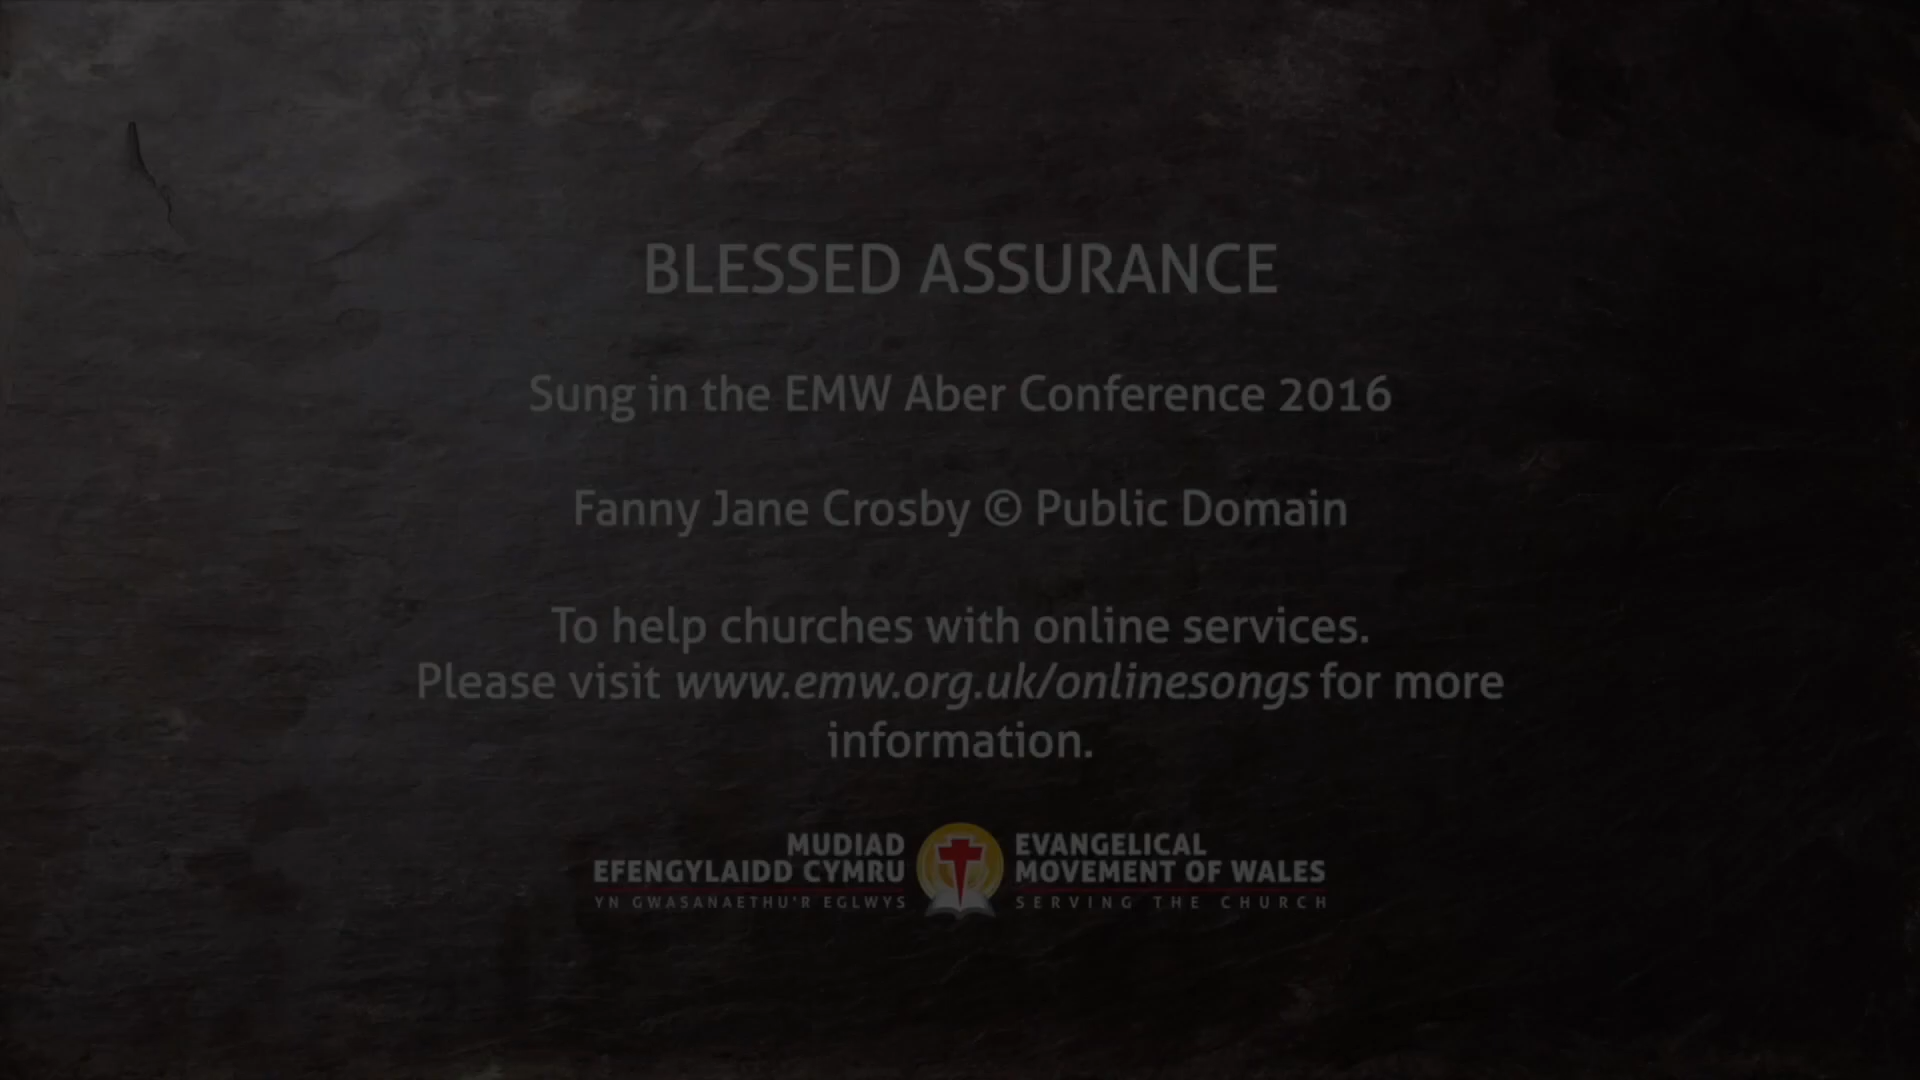 BLESSED ASSURANCE
Sung in the EMW Aber Conference 2016
Fanny Jane Crosby © Public Domain
To help churches with online services.
Please visit www.emw.org.uk/onlinesongs for more
information.
MUDIAD
EFENGYLAIDD CYMRU
YN GWASANAETHU'R EGLWYS
EVANGELICAL
MOVEMENT OF WALES
SERVING THE CHURCH